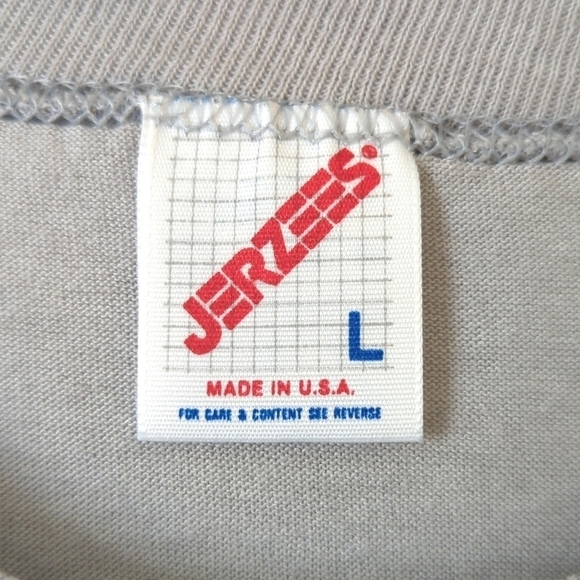 JERZEES
L
MADE IN U.S.A.
FOR CARE & CONTENT SEE REVERSE